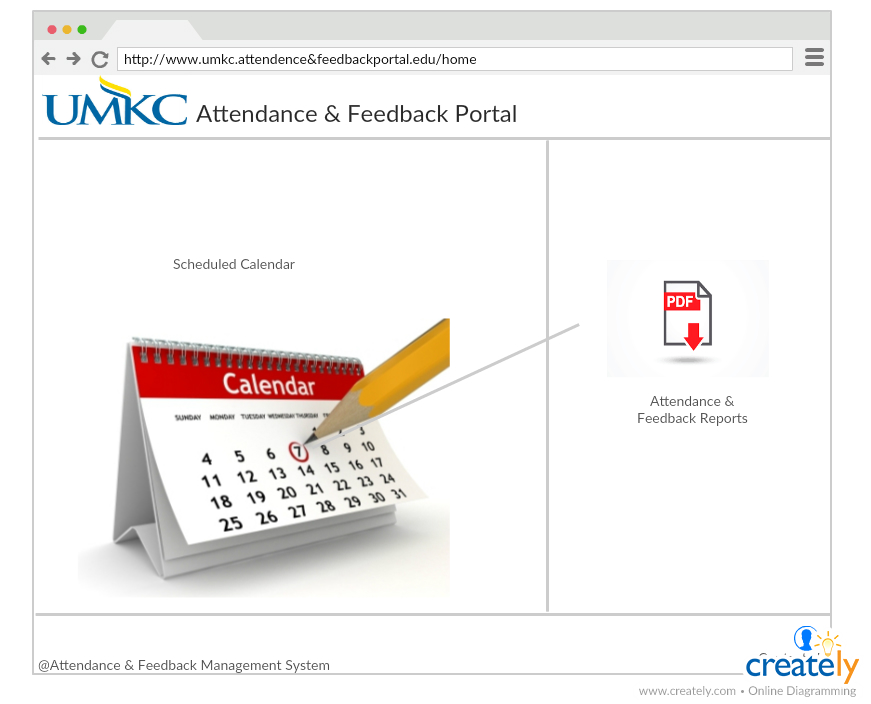 http://www.umkc.attendence&feedbackportal.edu/home
UMKC Attendance & Feedback Portal
Scheduled Calendar
PDF
Calendar
Attendance &
Feedback Reports
SUNDAY MONDAY TUESDAY WEDNESDAY THURSDAY
1 2 3
4 5 6 7 8 9 10
11 12 13 14 15 16 17
18 19 20 21 22 23 24
25 26 27 28 29 30 31
@Attendance & Feedback Management System
creately
www.creately.com • Online Diagramming